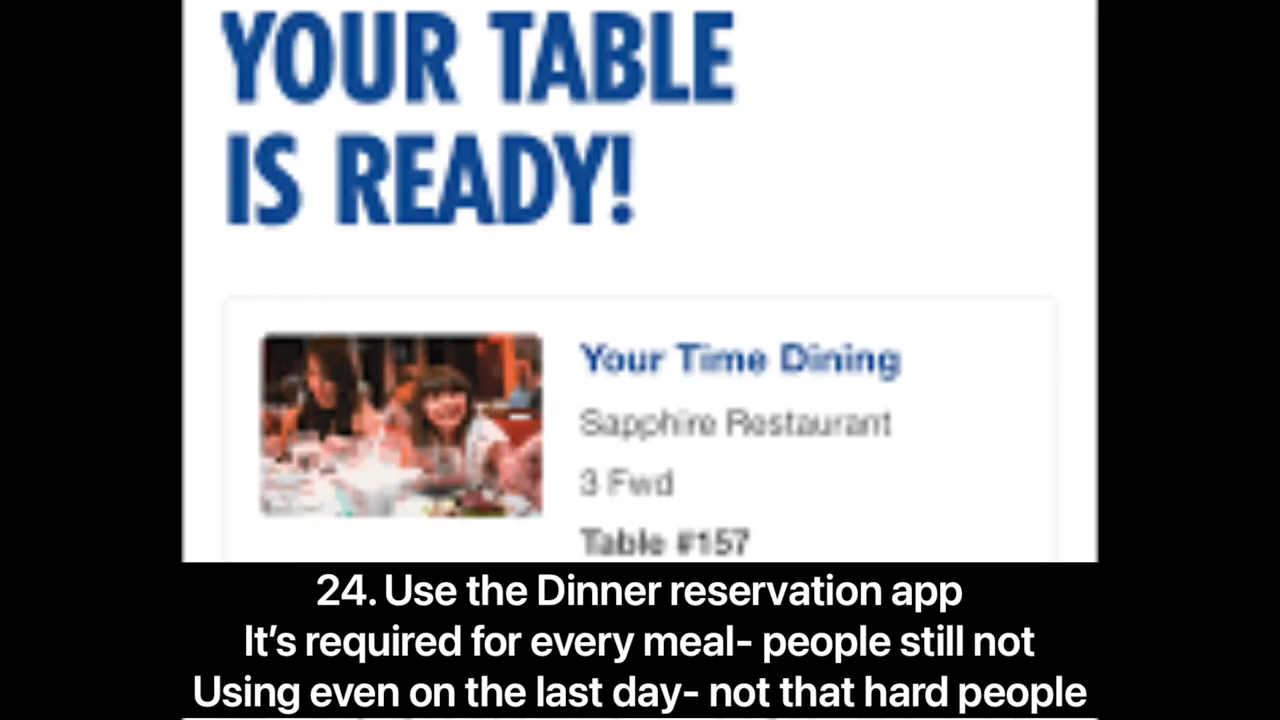 YOUR TABLE
IS READY!
Your Time Dining
Sapphire Restaurant
3 Fwd
Table #157
24. Use the Dinner reservation app
It’s required for every meal- people still not
Using even on the last day- not that hard people